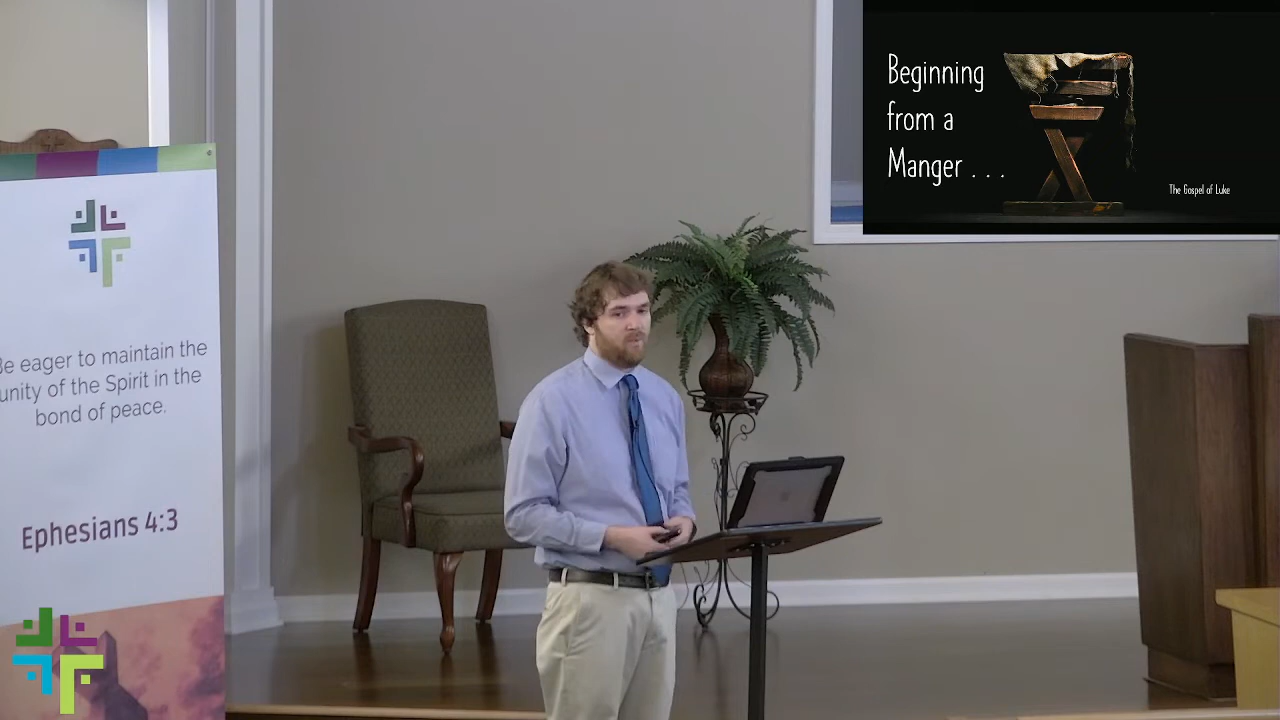 Beginning
from a
Manger . . .
The Gospel of Luke
Be eager to maintain the
unity of the Spirit in the
bond of peace.
Ephesians 4:3